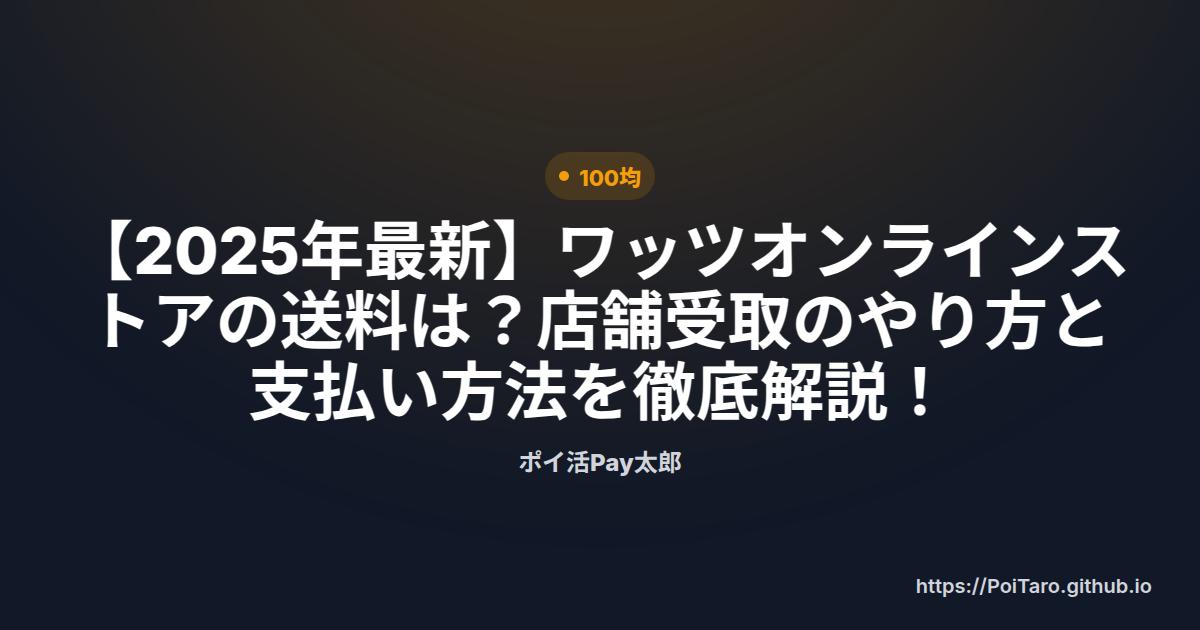 100均
【2025年最新】ワッツオンラインス
トアの送料は？店舗受取のやり方と
支払い方法を徹底解説！
ポイ活Pay太郎
https://PoiTaro.github.io